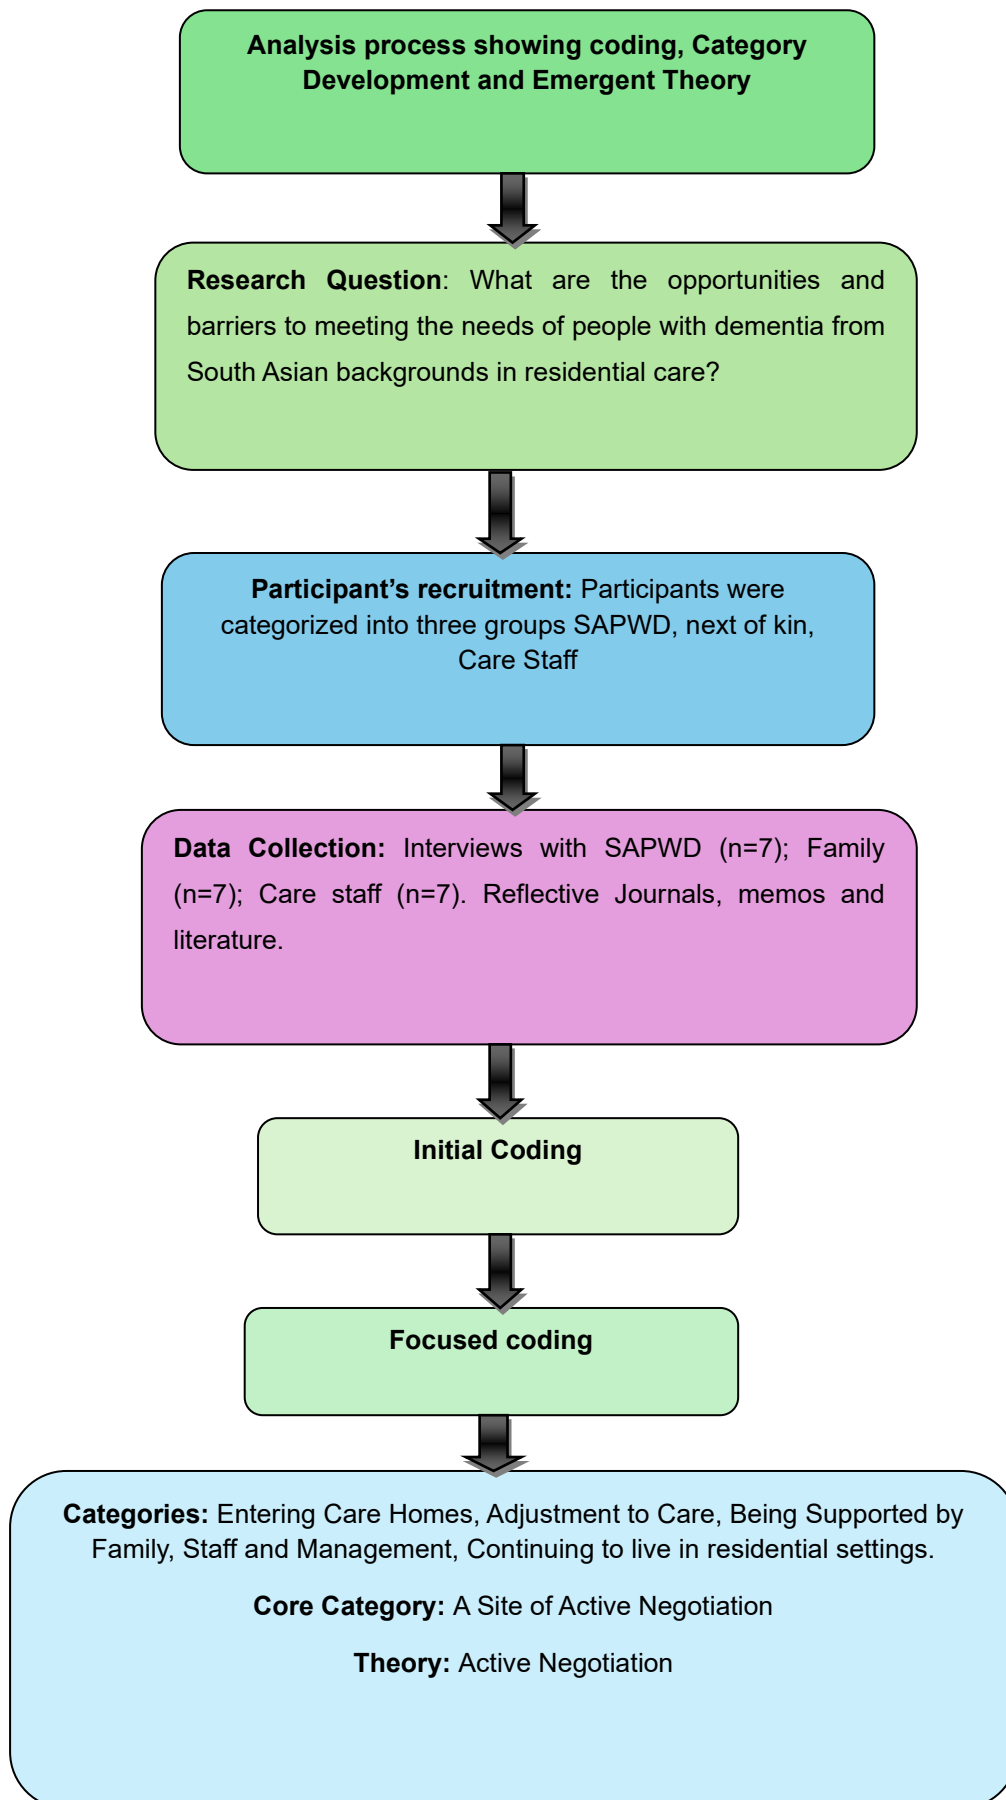 Analysis process showing coding, Category
Development and Emergent Theory
Research Question: What are the opportunities and
barriers to meeting the needs of people with dementia from
South Asian backgrounds in residential care?
Participant’s recruitment: Participants were
categorized into three groups SAPWD, next of kin,
Care Staff
Data Collection: Interviews with SAPWD (n=7); Family
(n=7); Care staff (n=7). Reflective Journals, memos and
literature.
Initial Coding
Focused coding
Categories: Entering Care Homes, Adjustment to Care, Being Supported by
Family, Staff and Management, Continuing to live in residential settings.
Core Category: A Site of Active Negotiation
Theory: Active Negotiation